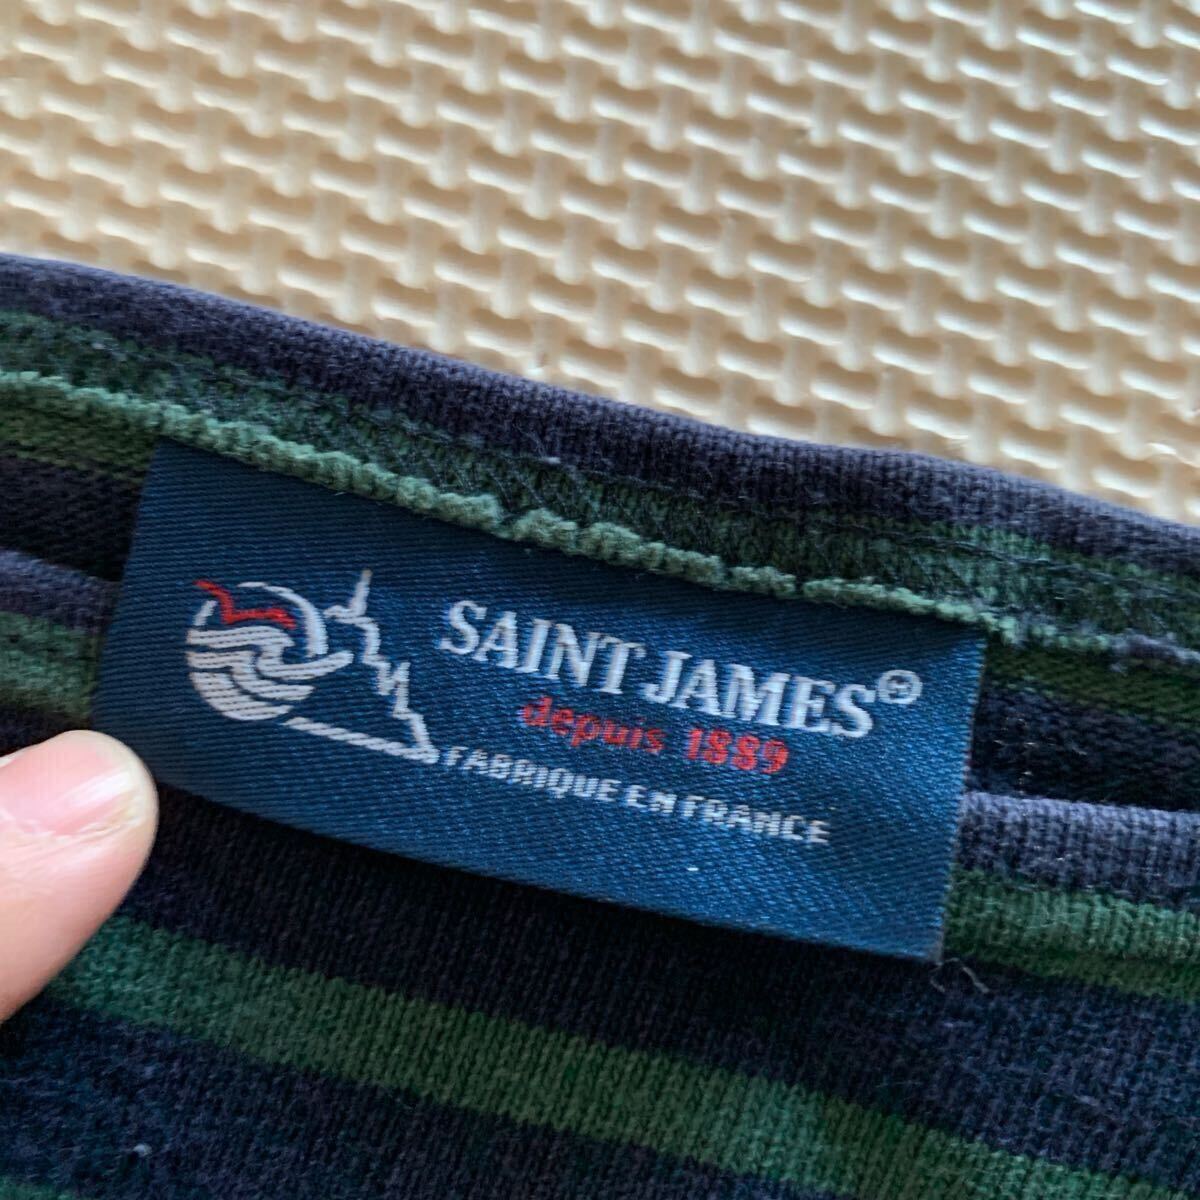 SAINT JAMES®
depuis 1889
FABRIQUE EN FRANCE